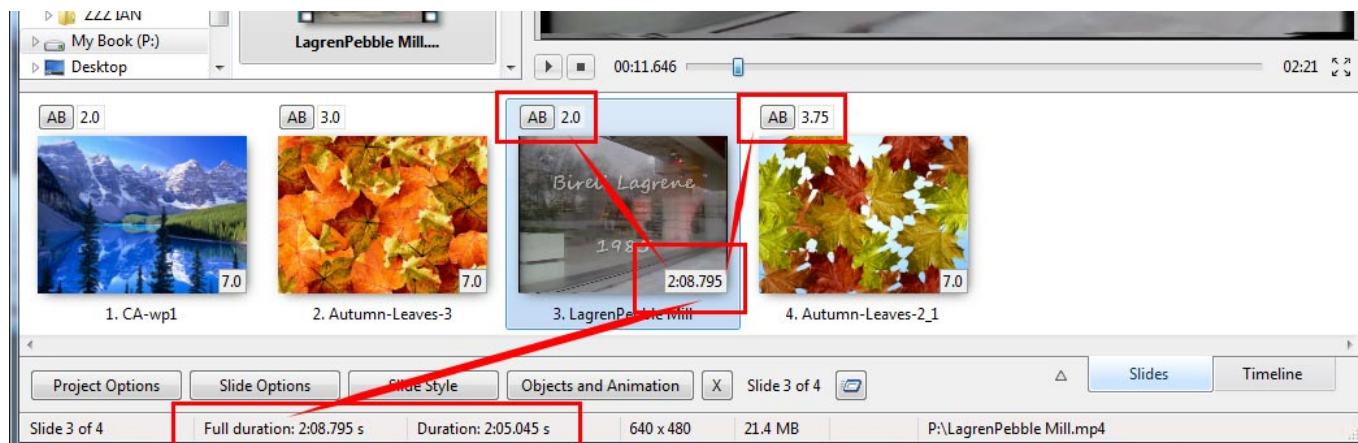 ZZZ IAN
My Book (P:)
Desktop
LagrenPebble Mill....
00:11.646
02:21
AB 2.0
AB 3.0
AB 2.0
AB 3.75
Bireli Lagrene
1985
7.0
7.0
2:08.795
7.0
1. CA-wp1
2. Autumn-Leaves-3
3. LagrenPebble Mill
4. Autumn-Leaves-2_1
Project Options
Slide Options
Slide Style
Objects and Animation
X
Slide 3 of 4
Slides
Timeline
Slide 3 of 4
Full duration: 2:08.795 s
Duration: 2:05.045 s
640 x 480
21.4 MB
P:\LagrenPebble Mill.mp4